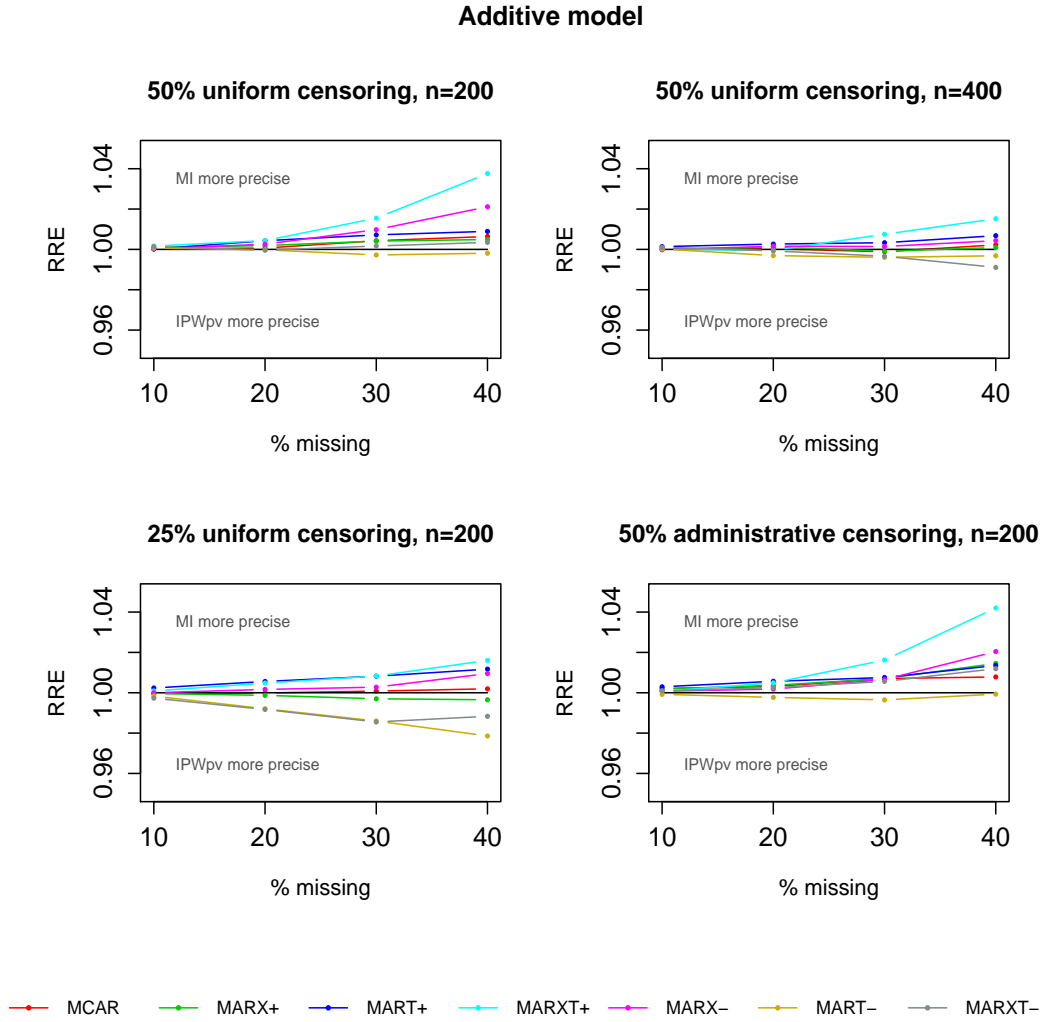 Additive model
50% uniform censoring, n=200
RRE
1.04
1.00
0.96
MI more precise
IPWpv more precise
10 20 30 40
% missing
50% uniform censoring, n=400
RRE
1.04
1.00
0.96
MI more precise
IPWpv more precise
10 20 30 40
% missing
25% uniform censoring, n=200
RRE
1.04
1.00
0.96
MI more precise
IPWpv more precise
10 20 30 40
% missing
50% administrative censoring, n=200
RRE
1.04
1.00
0.96
MI more precise
IPWpv more precise
10 20 30 40
% missing
MCAR MARX+ MART+ MARXT+ MARX− MART− MARXT−